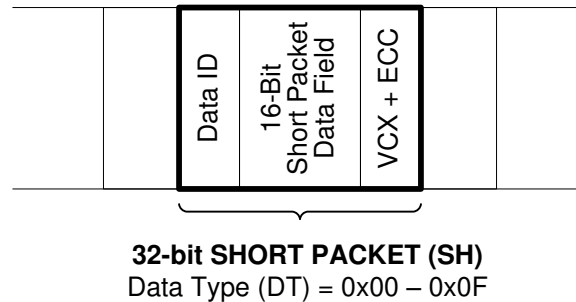 Data ID
16-Bit
Short Packet
Data Field
VCX + ECC
32-bit SHORT PACKET (SH)
Data Type (DT) = 0x00 – 0x0F